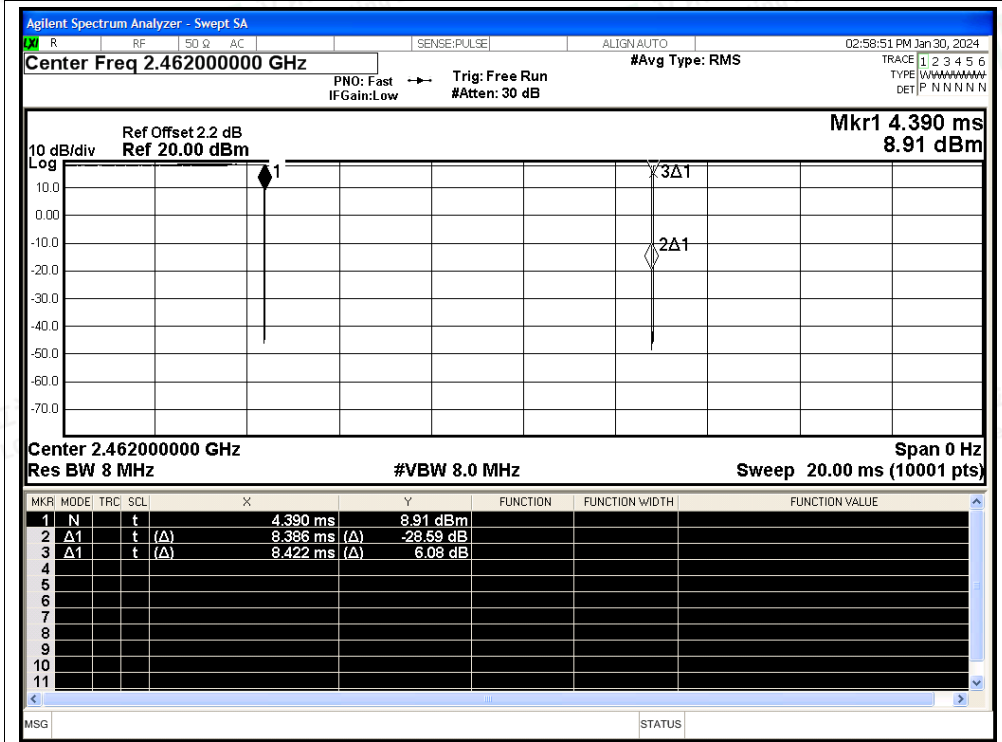 Agilent Spectrum Analyzer - Swept SA
LXI R RF 50 Ω AC SENSE:PULSE ALIGN AUTO 02:58:51 PM Jan 30, 2024
Center Freq 2.462000000 GHz #Avg Type: RMS TRACE 1 2 3 4 5 6
PNO: Fast Trig: Free Run TYPE
IFGain:Low #Atten: 30 dB DET P N N N N N
Mkr1 4.390 ms
Ref Offset 2.2 dB
10 dB/div Ref 20.00 dBm 8.91 dBm
Log
1 3Δ1
10.0
0.00
-10.0
2Δ1
-20.0
-30.0
-40.0
-50.0
-60.0
-70.0
Center 2.462000000 GHz Span 0 Hz
Res BW 8 MHz #VBW 8.0 MHz Sweep 20.00 ms (10001 pts)
MKR MODE TRC SCL X Y FUNCTION FUNCTION WIDTH FUNCTION VALUE
1 N t 4.390 ms 8.91 dBm
2 Δ1 t (Δ) 8.386 ms (Δ) -28.59 dB
3 Δ1 t (Δ) 8.422 ms (Δ) 6.08 dB
4
5
6
7
8
9
10
11
MSG STATUS